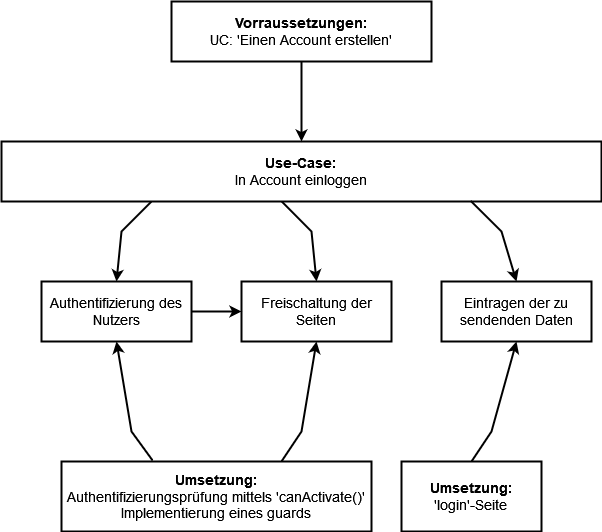 Vorraussetzungen:
UC: 'Einen Account erstellen'
Use-Case:
In Account einloggen
Authentifizierung des
Nutzers
Freischaltung der
Seiten
Eintragen der zu
sendenden Daten
Umsetzung:
Authentifizierungsprüfung mittels 'canActivate()'
Implementierung eines guards
Umsetzung:
'login'-Seite